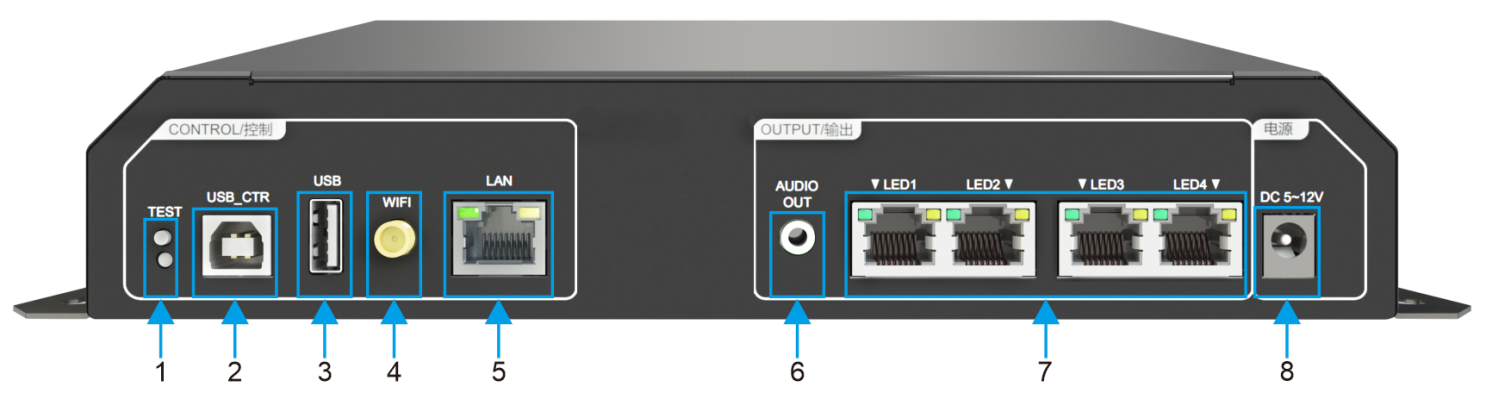 CONTROL/控制
OUTPUT/输出
电源
TEST
USB_CTR
USB
WIFI
LAN
AUDIO
OUT
▼LED1
LED2▼
▼LED3
LED4▼
DC 5~12V
1
2
3
4
5
6
7
8